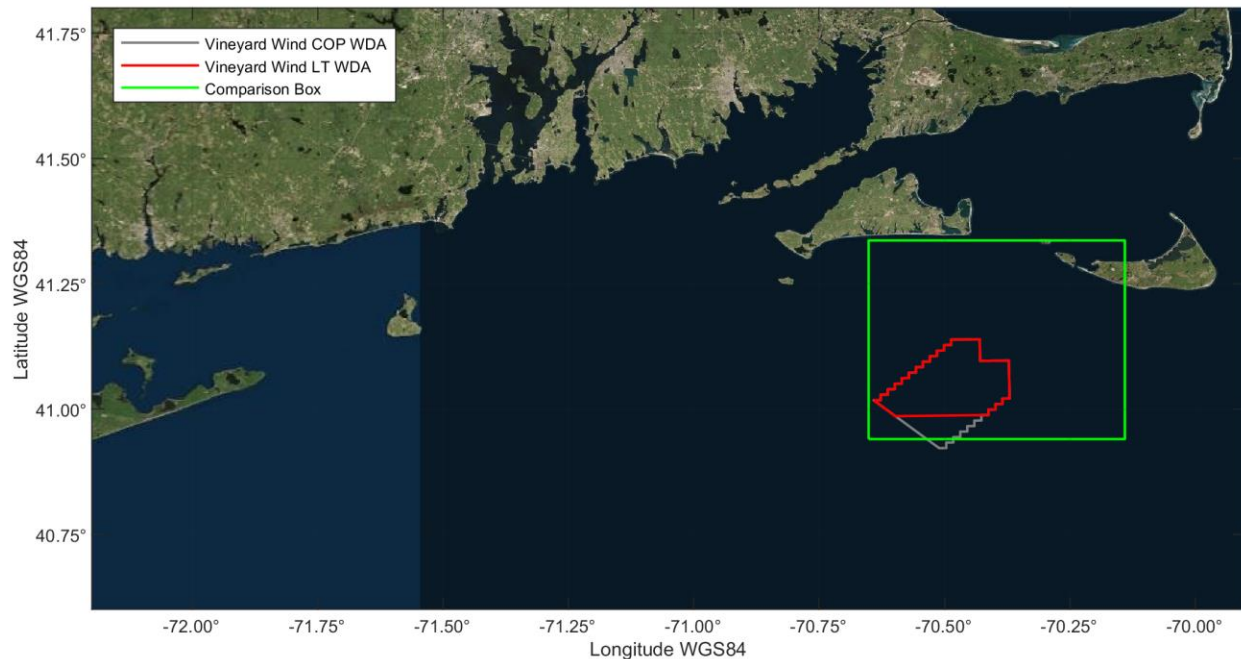 Vineyard Wind COP WDA
Vineyard Wind LT WDA
Comparison Box
41.75°
41.50°
41.25°
41.00°
40.75°
Latitude WGS84
-72.00°
-71.75°
-71.50°
-71.25°
-71.00°
-70.75°
-70.50°
-70.25°
-70.00°
Longitude WGS84